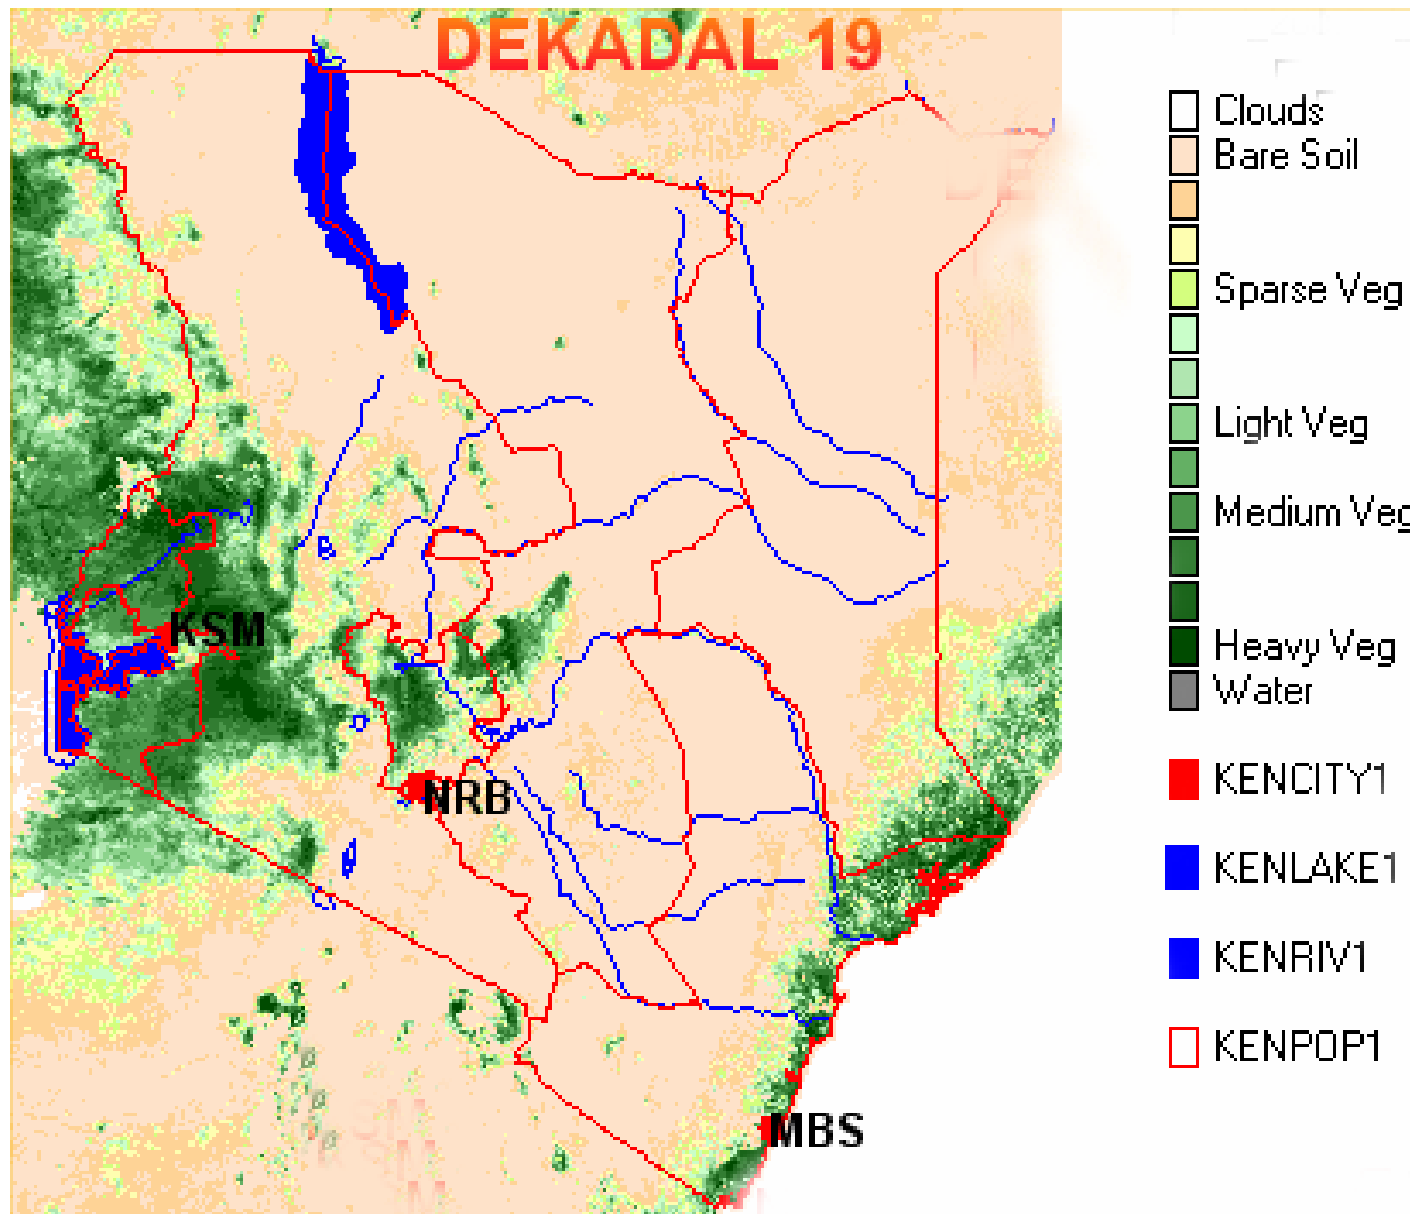 DEKADAL 19
Clouds
Bare Soil
Sparse Veg
Light Veg
Medium Veg
Heavy Veg
Water
KENCITY1
KENLAKE1
KENRIV1
KENPOP1
KSM
NRB
MBS